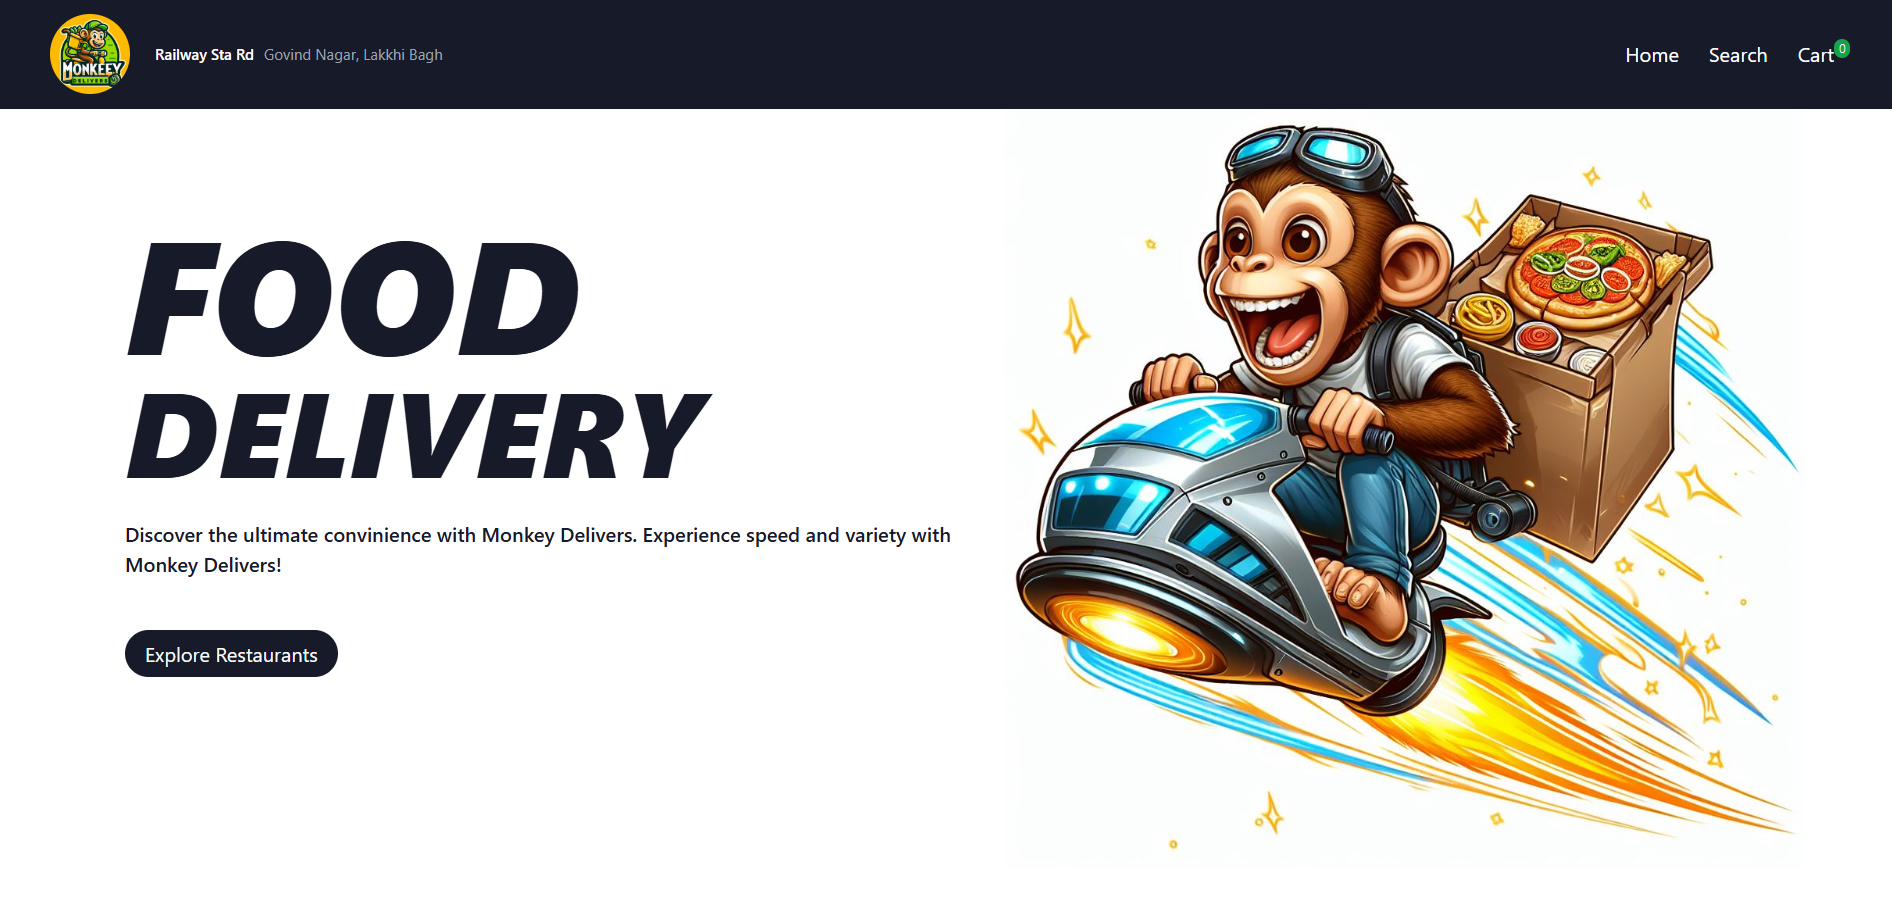 MONKEEY
DELIVERS
Railway Sta Rd Govind Nagar, Lakkhi Bagh
Home Search Cart 0
FOOD
DELIVERY
Discover the ultimate convinience with Monkey Delivers. Experience speed and variety with
Monkey Delivers!
Explore Restaurants